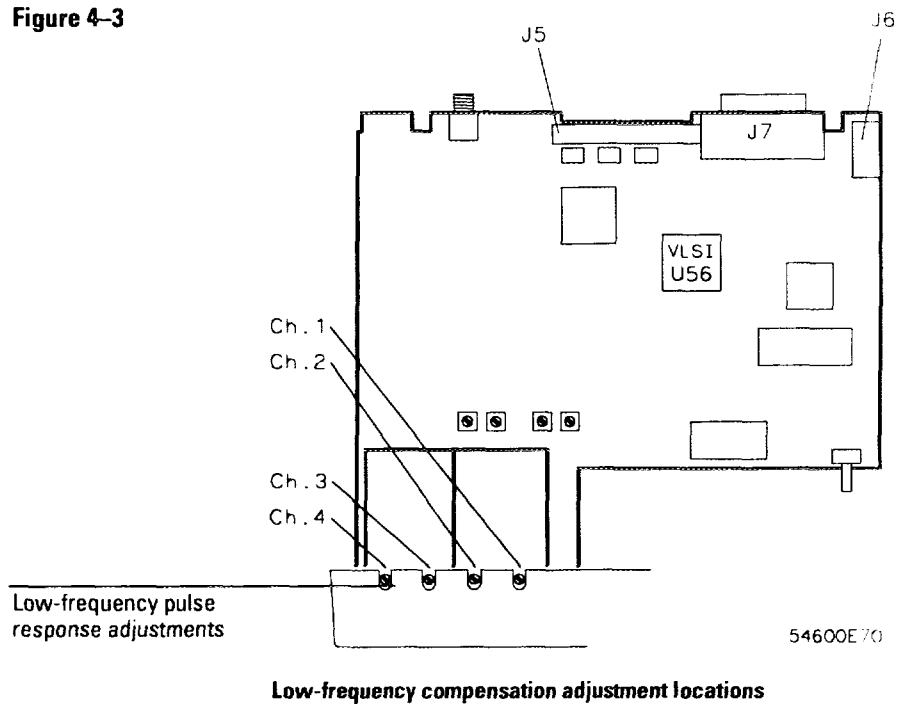 Figure 4–3
J5
J6
J7
VLSI
U56
Ch. 1
Ch. 2
Ch. 3
Ch. 4
Low-frequency pulse
response adjustments
54600E70
Low-frequency compensation adjustment locations